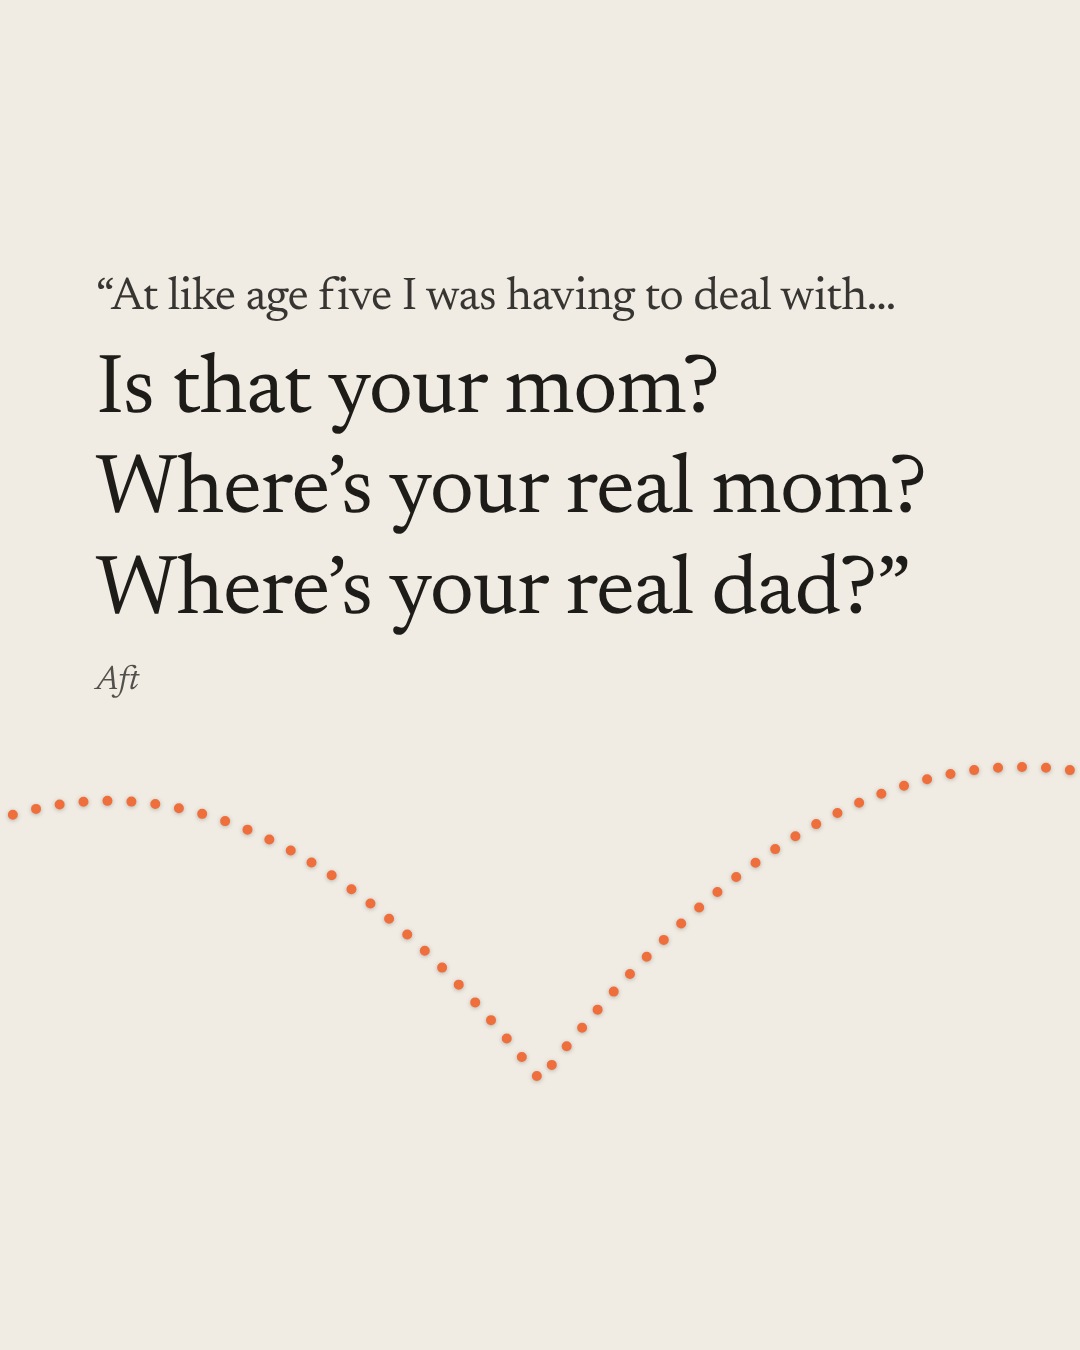 “At like age five I was having to deal with...
Is that your mom?
Where’s your real mom?
Where’s your real dad?”
Aft